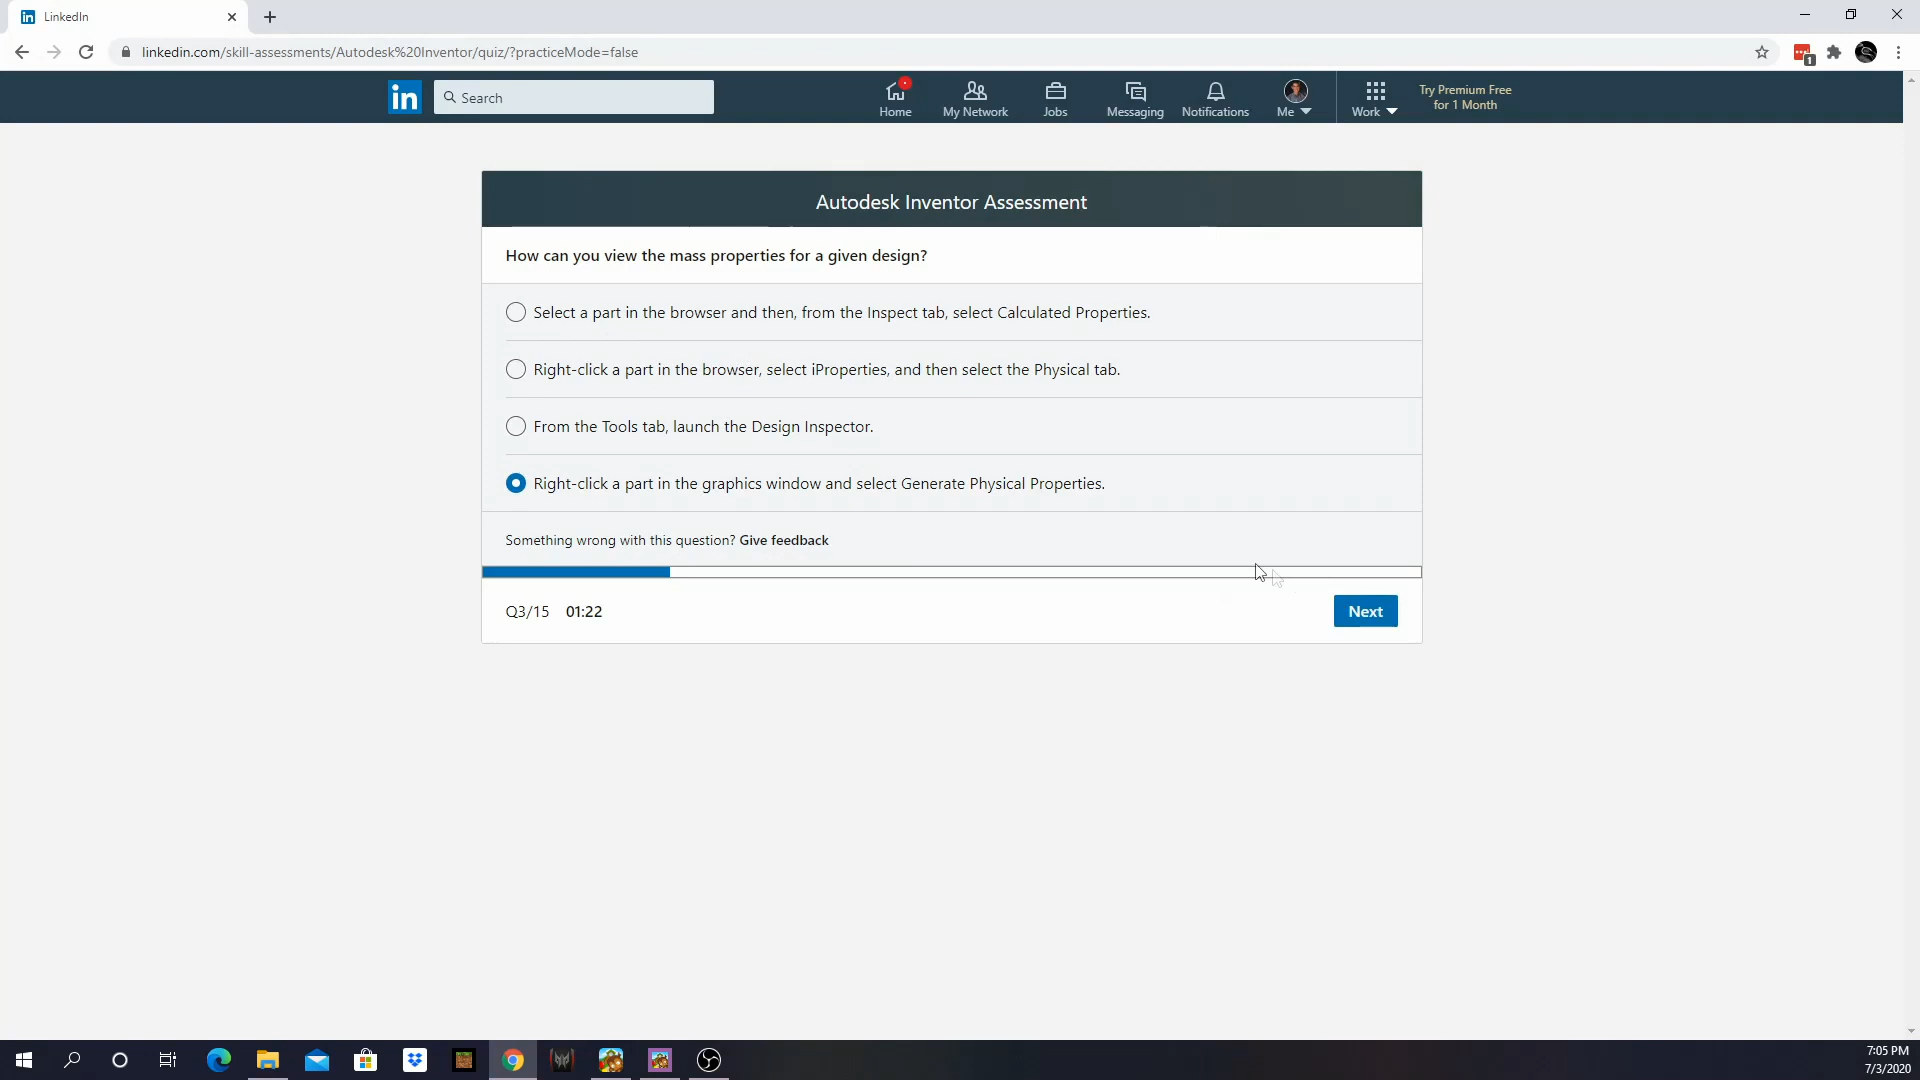 LinkedIn
linkedin.com/skill-assessments/Autodesk%20Inventor/quiz/?practiceMode=false
1
in
Search
Home
My Network
Jobs
Messaging
Notifications
Me
Work
Try Premium Free
for 1 Month
Autodesk Inventor Assessment
How can you view the mass properties for a given design?
Select a part in the browser and then, from the Inspect tab, select Calculated Properties.
Right-click a part in the browser, select iProperties, and then select the Physical tab.
From the Tools tab, launch the Design Inspector.
Right-click a part in the graphics window and select Generate Physical Properties.
Something wrong with this question? Give feedback
Q3/15 01:22
Next
7:05 PM
7/3/2020